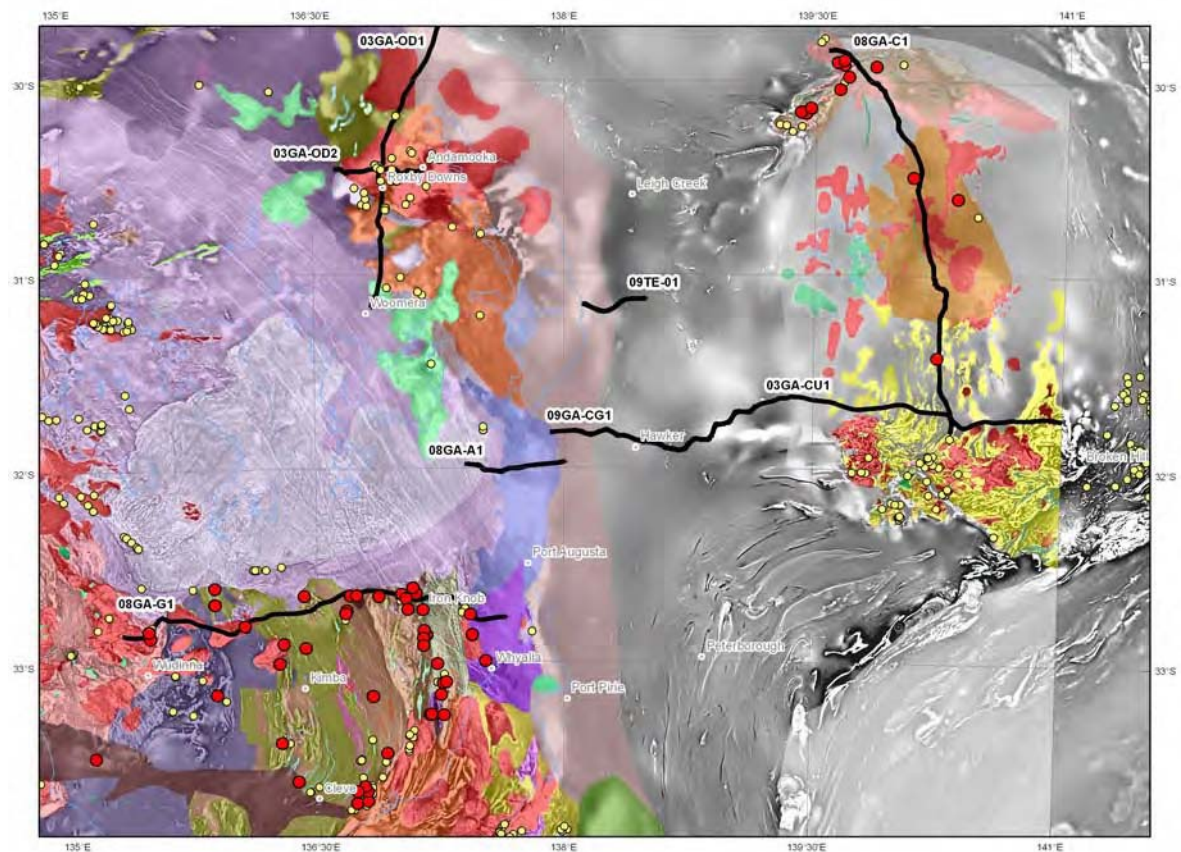 135°E
136°30'E
138°E
139°30'E
141°E
03GA-OD1
08GA-C1
30°S
30°S
03GA-OD2
Andamooka
Roxby Downs
Leigh Creek
31°S
09TE-01
31°S
Woomera
03GA-CU1
09GA-CG1
Hawker
08GA-A1
Broken Hill
32°S
32°S
Port Augusta
08GA-G1
Iron Knob
Wudinna
Whyalla
Peterborough
33°S
33°S
Kimba
Port Pirie
Cleve
135°E
136°30'E
138°E
139°30'E
141°E